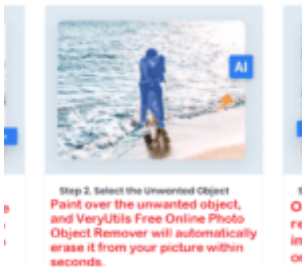 AI
Step 2. Select the Unwanted Object
Paint over the unwanted object,
and VeryUtils Free Online Photo
Object Remover will automatically
erase it from your picture within
seconds.